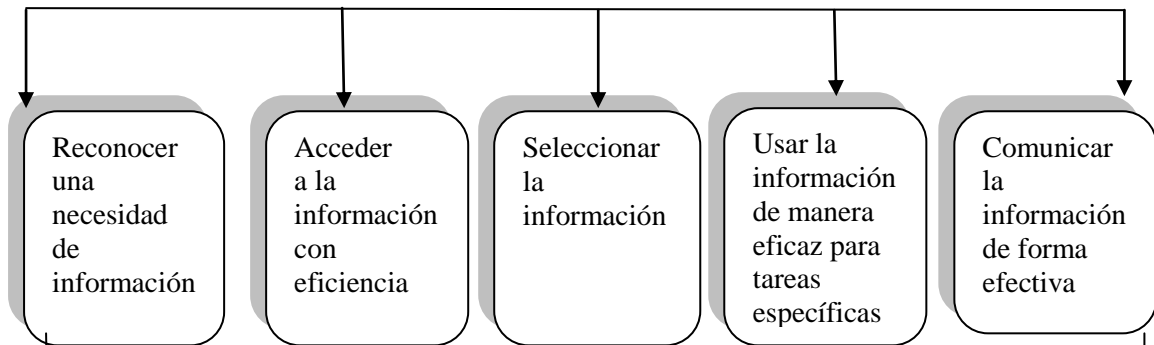 Reconocer
una
necesidad
de
información
Acceder
a la
información
con
eficiencia
Seleccionar
la
información
Usar la
información
de manera
eficaz para
tareas
específicas
Comunicar
la
información
de forma
efectiva